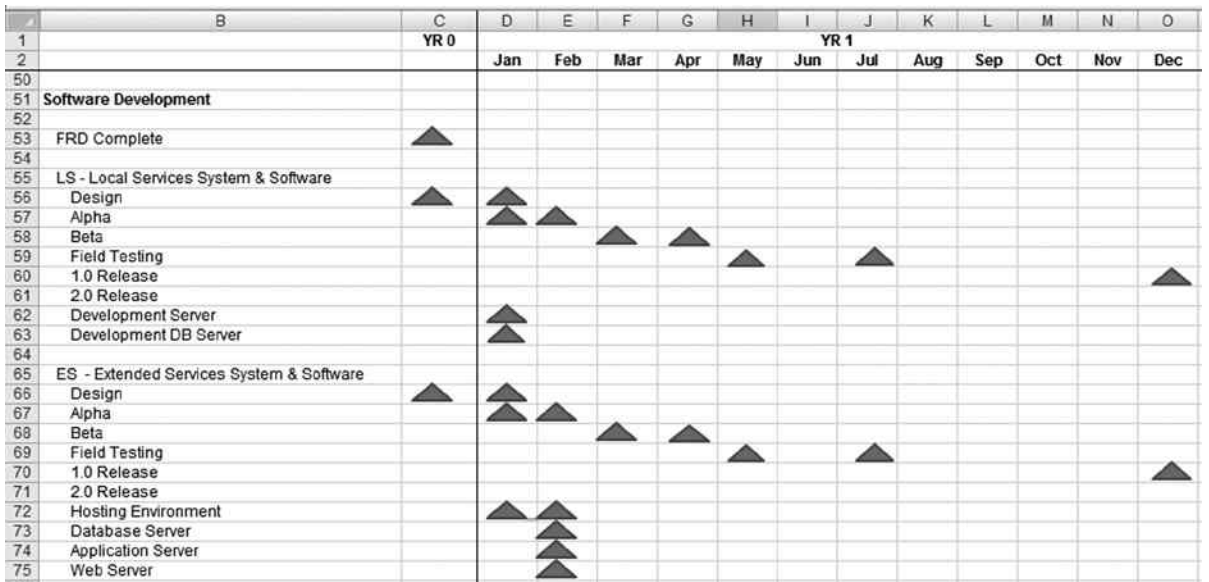 B C D E F G H I J K L M N O
1 YR 0 YR 1
2 Jan Feb Mar Apr May Jun Jul Aug Sep Oct Nov Dec
50
51 Software Development
52
53 FRD Complete
54
55 LS - Local Services System & Software
56 Design
57 Alpha
58 Beta
59 Field Testing
60 1.0 Release
61 2.0 Release
62 Development Server
63 Development DB Server
64
65 ES - Extended Services System & Software
66 Design
67 Alpha
68 Beta
69 Field Testing
70 1.0 Release
71 2.0 Release
72 Hosting Environment
73 Database Server
74 Application Server
75 Web Server